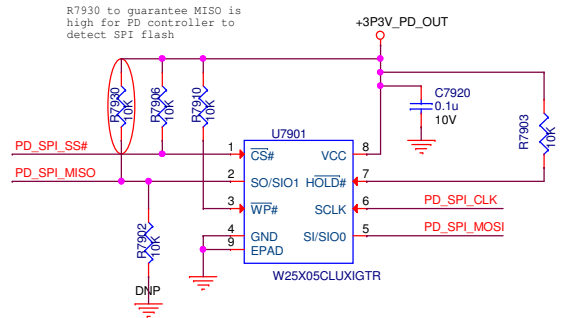 R7930 to guarantee MISO is
high for PD controller to
detect SPI flash
+3P3V_PD_OUT
R7930
10K
R7906
10K
R7910
10K
C7920
0.1u
10V
R7903
10K
U7901
PD_SPI_SS#
1
CS#
VCC
8
PD_SPI_MISO
2
SO/SIO1
HOLD#
7
3
WP#
SCLK
6
PD_SPI_CLK
4
GND
SI/SIO0
5
PD_SPI_MOSI
9
EPAD
R7902
10K
W25X05CLUXIGTR
DNP